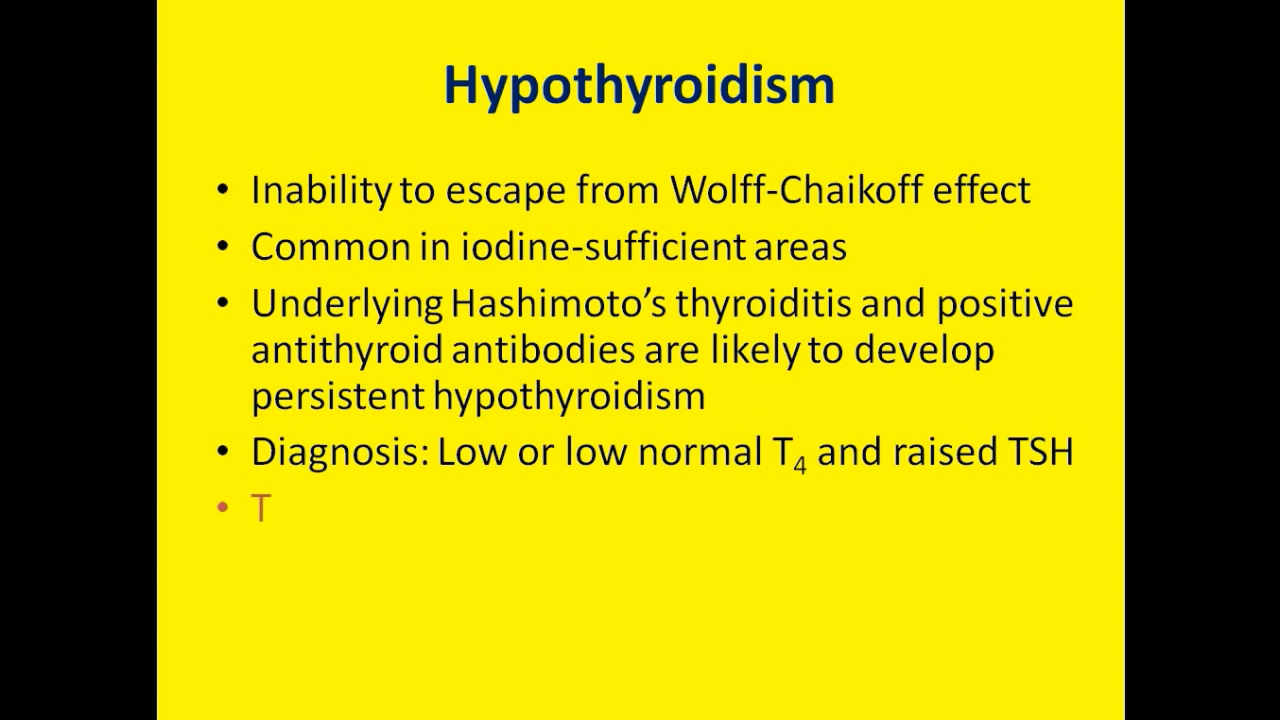 Hypothyroidism
• Inability to escape from Wolff-Chaikoff effect
• Common in iodine-sufficient areas
• Underlying Hashimoto’s thyroiditis and positive
antithyroid antibodies are likely to develop
persistent hypothyroidism
• Diagnosis: Low or low normal T₄ and raised TSH
• T